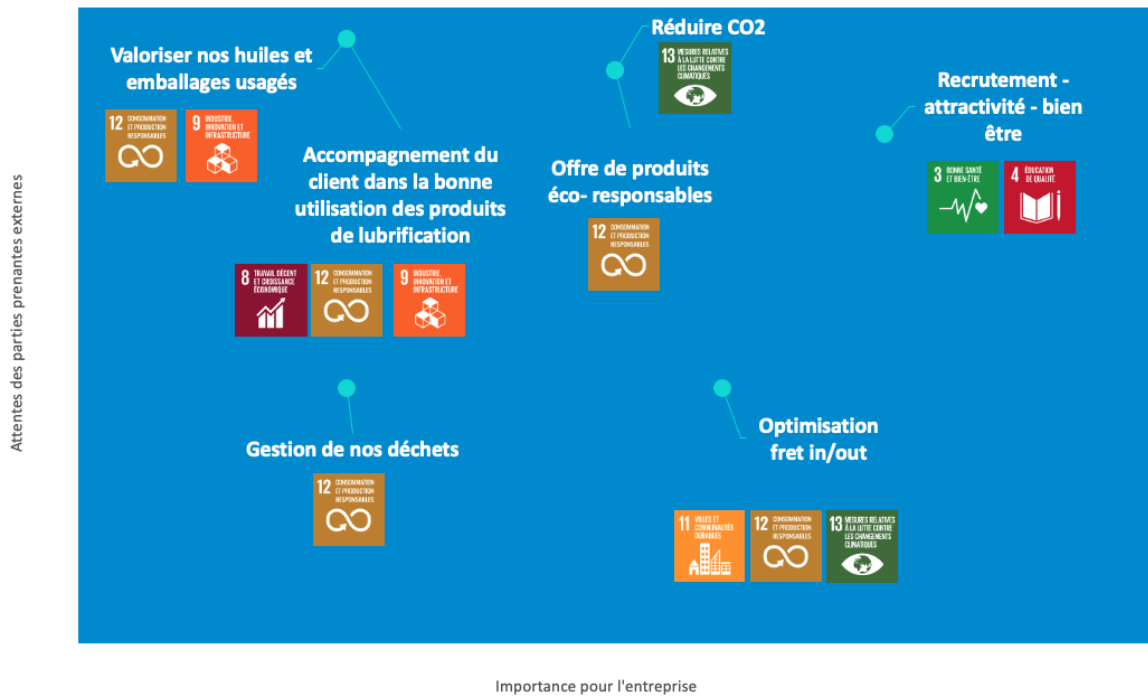 Réduire CO2
13 MESURES RELATIVES
À LA LUTTE CONTRE
LES CHANGEMENTS
CLIMATIQUES
Valoriser nos huiles et
emballages usagés
12 CONSOMMATION
ET PRODUCTION
RESPONSABLES
9 INDUSTRIE,
INNOVATION ET
INFRASTRUCTURE
Recrutement -
attractivité - bien
être
3 BONNE SANTÉ
ET BIEN-ÊTRE
4 ÉDUCATION
DE QUALITÉ
Accompagnement du
client dans la bonne
utilisation des produits
de lubrification
8 TRAVAIL DÉCENT
ET CROISSANCE
ÉCONOMIQUE
12 CONSOMMATION
ET PRODUCTION
RESPONSABLES
9 INDUSTRIE,
INNOVATION ET
INFRASTRUCTURE
Offre de produits
éco- responsables
12 CONSOMMATION
ET PRODUCTION
RESPONSABLES
Gestion de nos déchets
12 CONSOMMATION
ET PRODUCTION
RESPONSABLES
Optimisation
fret in/out
11 VILLES ET
COMMUNAUTÉS
DURABLES
12 CONSOMMATION
ET PRODUCTION
RESPONSABLES
13 MESURES RELATIVES
À LA LUTTE CONTRE
LES CHANGEMENTS
CLIMATIQUES
Attentes des parties prenantes externes
Importance pour l'entreprise